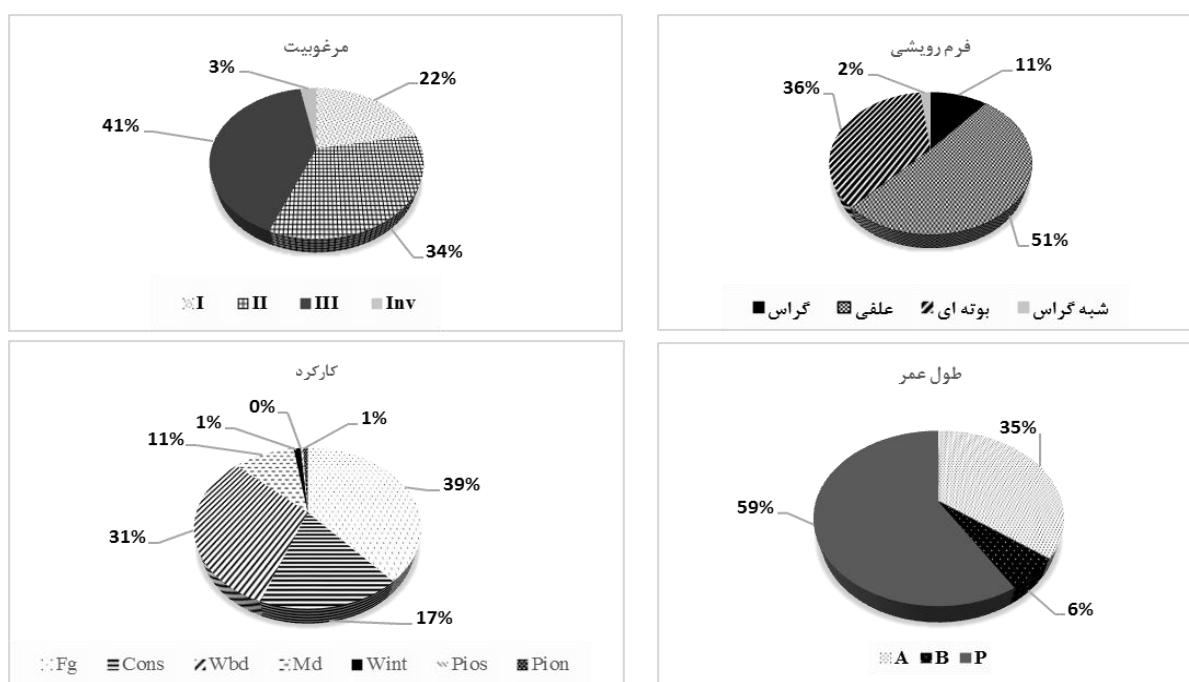 مرغوبیت
3%
22%
41%
34%
I II III Inv
فرم رویشی
2%
11%
36%
51%
گراس علفی بوته ای شبه گراس
کارکرد
0%
1%
1%
11%
39%
31%
17%
Fg Cons Wbd Md Wint Pios Pion
طول عمر
35%
59%
6%
A B P